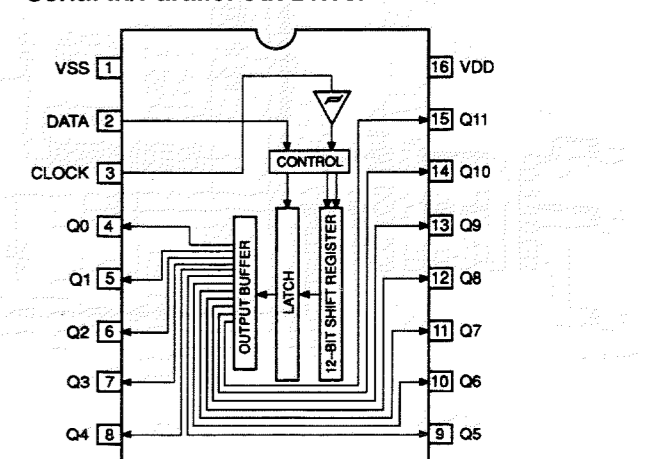 VSS 1
16 VDD
DATA 2
15 Q11
CLOCK 3
CONTROL
14 Q10
Q0 4
13 Q9
OUTPUT BUFFER
LATCH
12-BIT SHIFT REGISTER
Q1 5
12 Q8
Q2 6
11 Q7
Q3 7
10 Q6
Q4 8
9 Q5